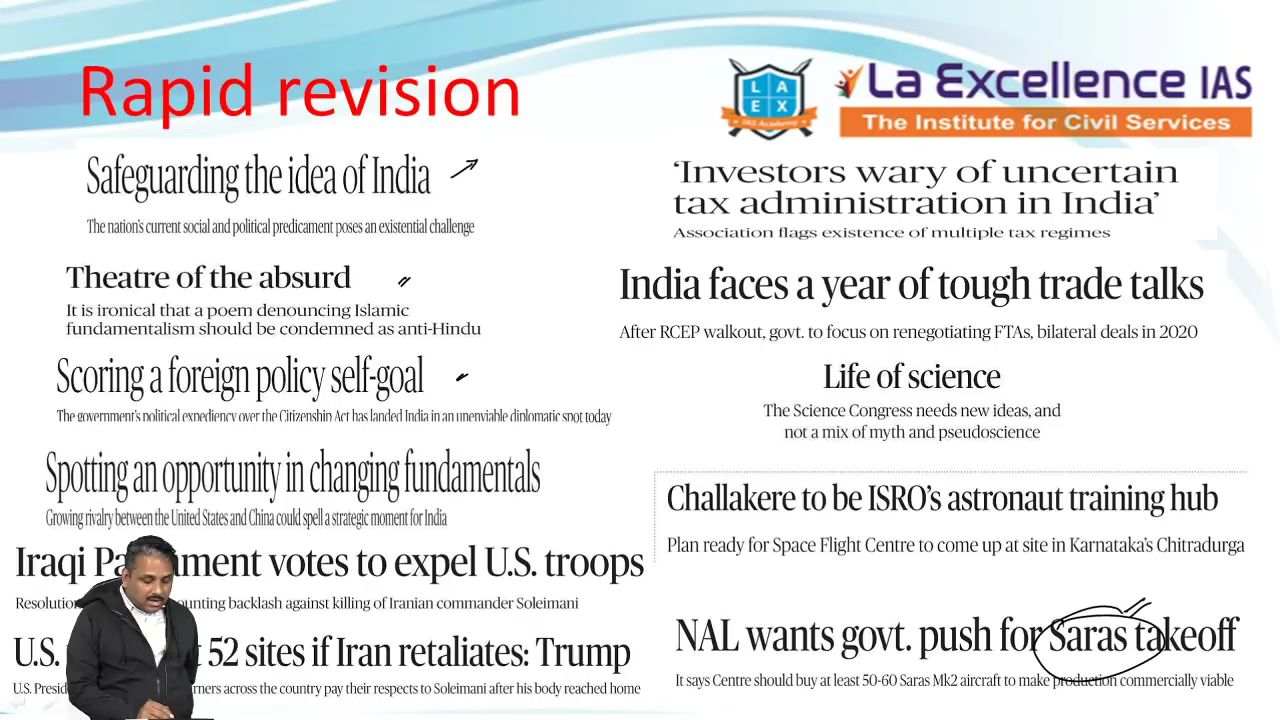 Rapid revision
L A
E X
IAS Academy
La Excellence IAS
The Institute for Civil Services
Safeguarding the idea of India
The nation's current social and political predicament poses an existential challenge
Theatre of the absurd
It is ironical that a poem denouncing Islamic
fundamentalism should be condemned as anti-Hindu
Scoring a foreign policy self-goal
The government's political expediency over the Citizenship Act has landed India in an unenviable diplomatic spot today
Spotting an opportunity in changing fundamentals
Growing rivalry between the United States and China could spell a strategic moment for India
Iraqi Pa ment votes to expel U.S. troops
Resolution unting backlash against killing of Iranian commander Soleimani
U.S. t 52 sites if Iran retaliates: Trump
U.S. Presid rners across the country pay their respects to Soleimani after his body reached home
'Investors wary of uncertain
tax administration in India'
Association flags existence of multiple tax regimes
India faces a year of tough trade talks
After RCEP walkout, govt. to focus on renegotiating FTAs, bilateral deals in 2020
Life of science
The Science Congress needs new ideas, and
not a mix of myth and pseudoscience
Challakere to be ISRO's astronaut training hub
Plan ready for Space Flight Centre to come up at site in Karnataka's Chitradurga
NAL wants govt. push for Saras takeoff
It says Centre should buy at least 50-60 Saras Mk2 aircraft to make production commercially viable